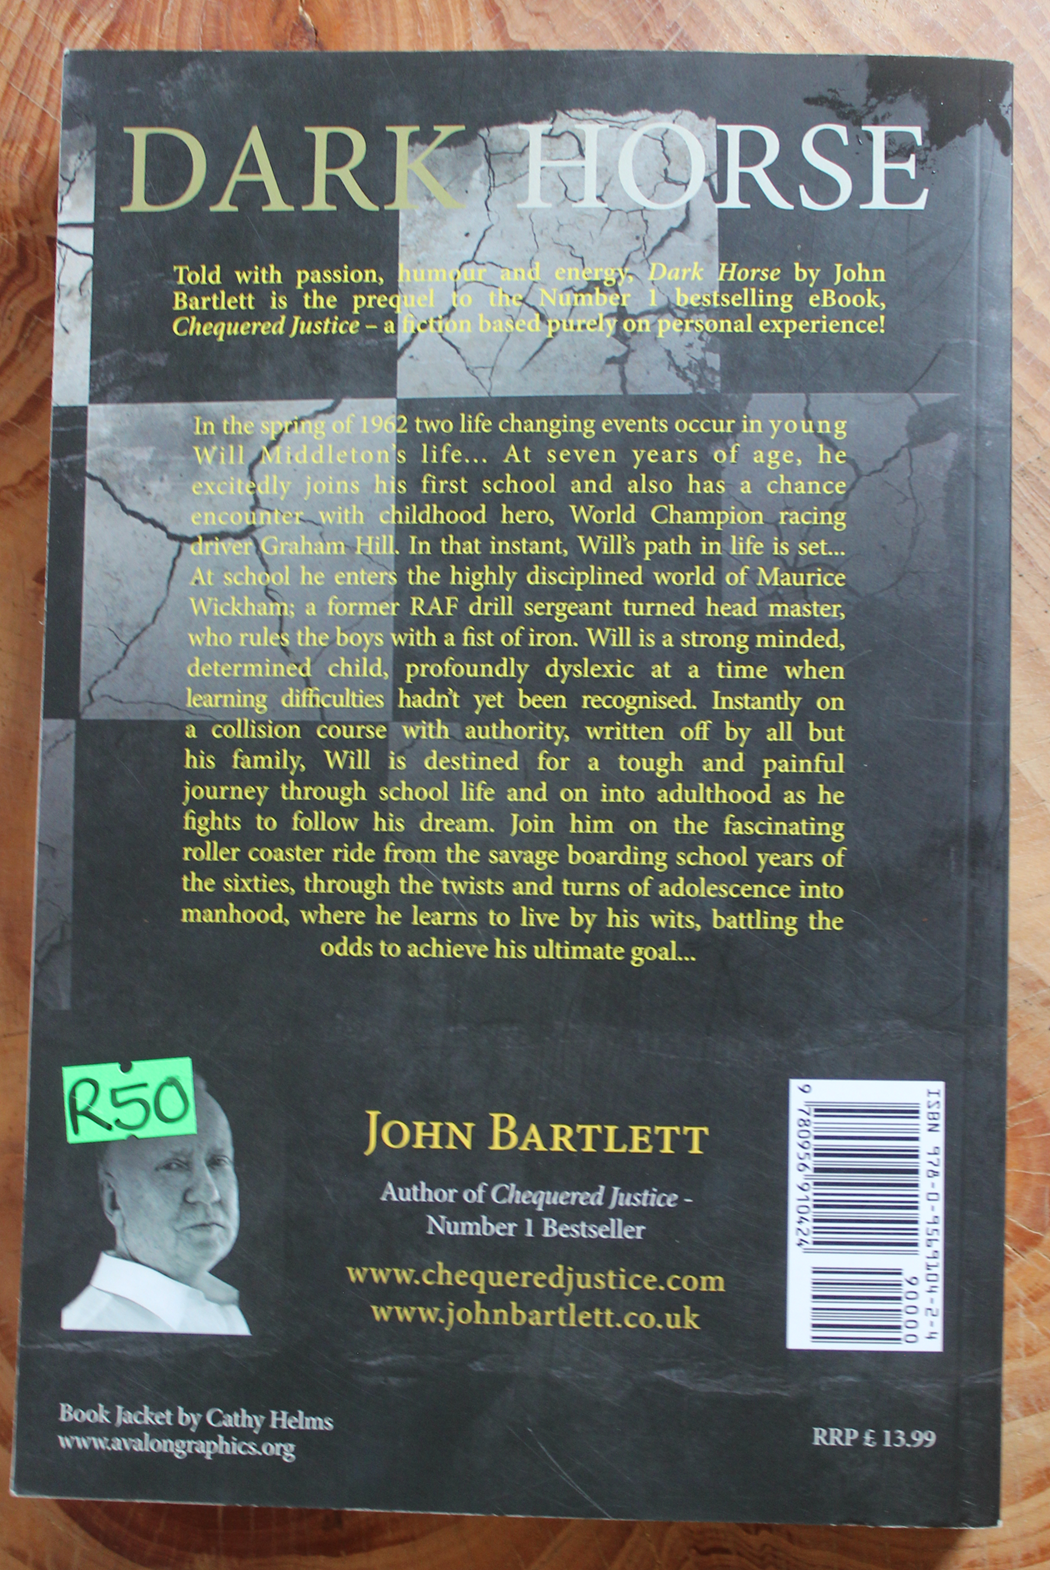 DARK HORSE
Told with passion, humour and energy, Dark Horse by John
Bartlett is the prequel to the Number 1 bestselling eBook,
Chequered Justice – a fiction based purely on personal experience!
In the spring of 1962 two life changing events occur in young
Will Middleton's life... At seven years of age, he
excitedly joins his first school and also has a chance
encounter with childhood hero, World Champion racing
driver Graham Hill. In that instant, Will's path in life is set...
At school he enters the highly disciplined world of Maurice
Wickham; a former RAF drill sergeant turned head master,
who rules the boys with a fist of iron. Will is a strong minded,
determined child, profoundly dyslexic at a time when
learning difficulties hadn't yet been recognised. Instantly on
a collision course with authority, written off by all but
his family, Will is destined for a tough and painful
journey through school life and on into adulthood as he
fights to follow his dream. Join him on the fascinating
roller coaster ride from the savage boarding school years of
the sixties, through the twists and turns of adolescence into
manhood, where he learns to live by his wits, battling the
odds to achieve his ultimate goal...
R50
JOHN BARTLETT
Author of Chequered Justice -
Number 1 Bestseller
www.chequeredjustice.com
www.johnbartlett.co.uk
ISBN 978-0-9569104-2-4
9 780956 910424
90000
Book Jacket by Cathy Helms
www.avalongraphics.org
RRP £ 13.99